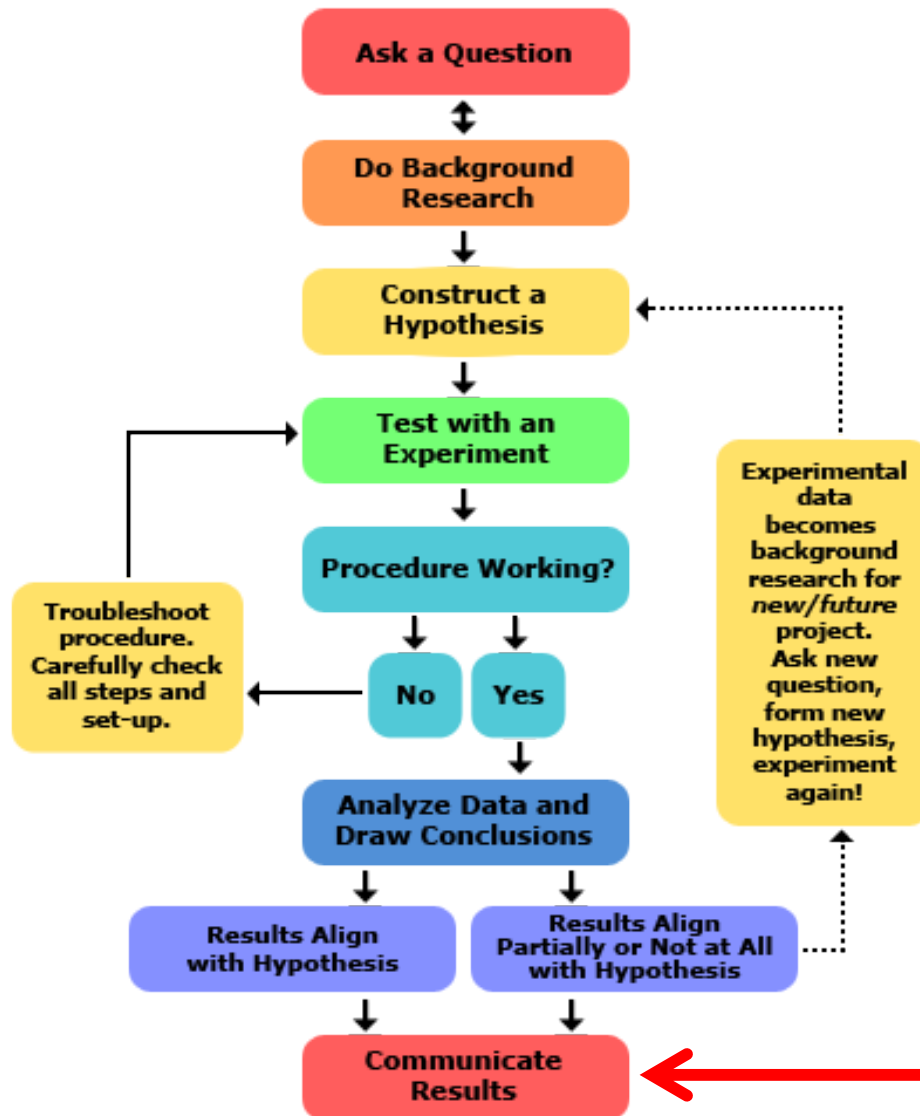 Ask a Question
Do Background
Research
Construct a
Hypothesis
Test with an
Experiment
Procedure Working?
No
Yes
Troubleshoot
procedure.
Carefully check
all steps and
set-up.
Experimental
data
becomes
background
research for
new/future
project.
Ask new
question,
form new
hypothesis,
experiment
again!
Analyze Data and
Draw Conclusions
Results Align
with Hypothesis
Results Align
Partially or Not at All
with Hypothesis
Communicate
Results